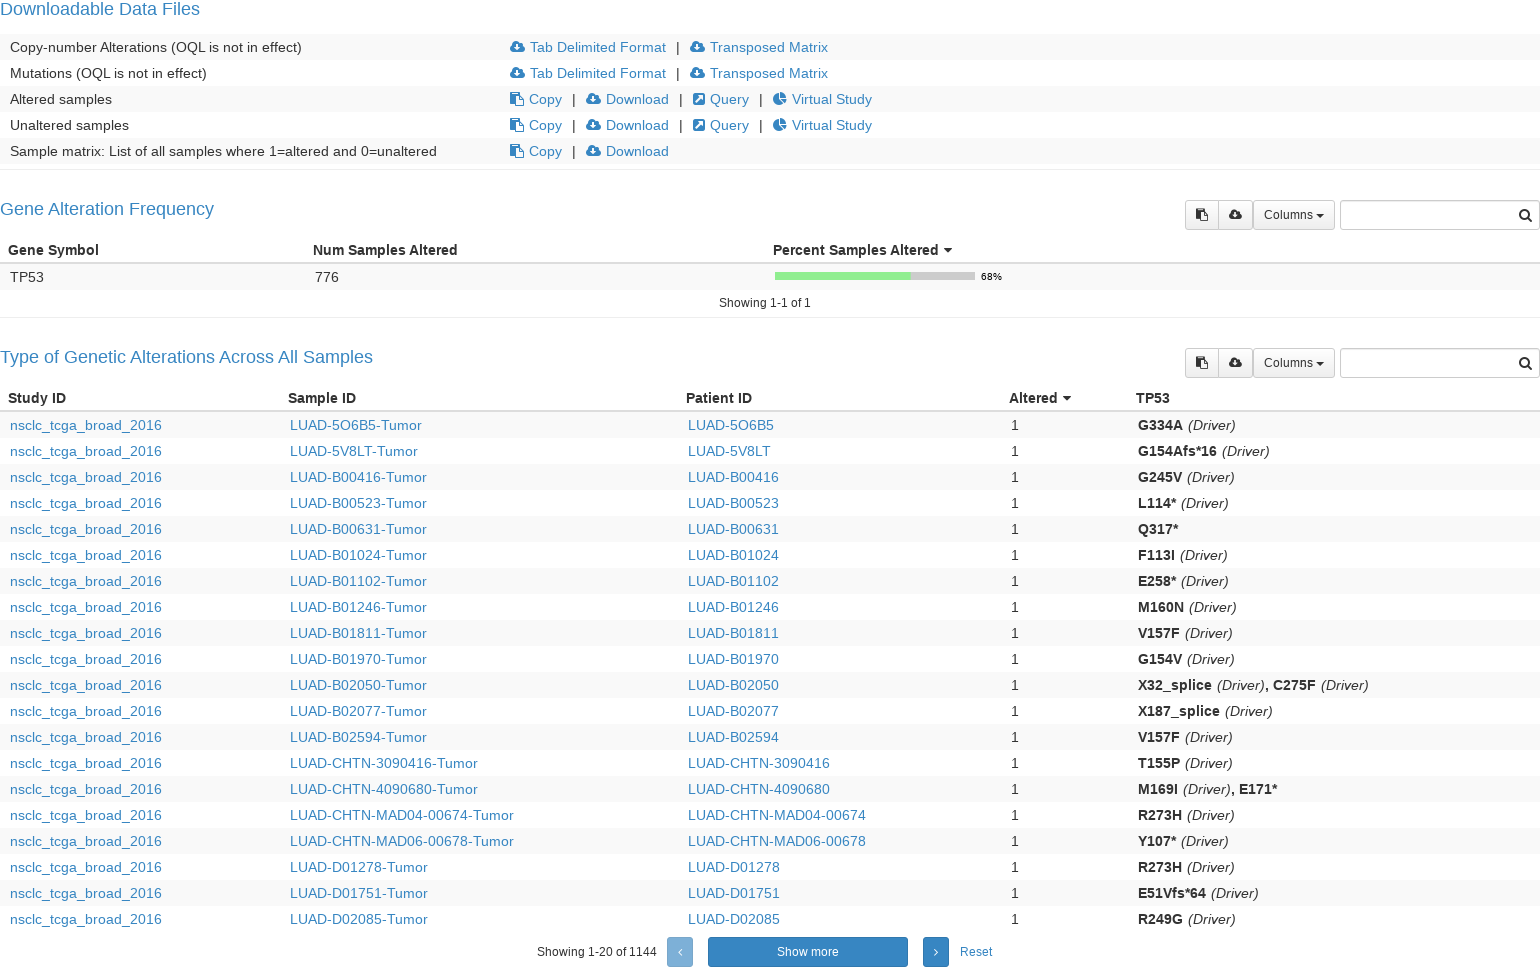 Downloadable Data Files
Copy-number Alterations (OQL is not in effect) Tab Delimited Format | Transposed Matrix
Mutations (OQL is not in effect) Tab Delimited Format | Transposed Matrix
Altered samples Copy | Download | Query | Virtual Study
Unaltered samples Copy | Download | Query | Virtual Study
Sample matrix: List of all samples where 1=altered and 0=unaltered Copy | Download
Gene Alteration Frequency Columns
Gene Symbol Num Samples Altered Percent Samples Altered
TP53 776 68%
Showing 1-1 of 1
Type of Genetic Alterations Across All Samples Columns
Study ID Sample ID Patient ID Altered TP53
nsclc_tcga_broad_2016 LUAD-5O6B5-Tumor LUAD-5O6B5 1 G334A (Driver)
nsclc_tcga_broad_2016 LUAD-5V8LT-Tumor LUAD-5V8LT 1 G154Afs*16 (Driver)
nsclc_tcga_broad_2016 LUAD-B00416-Tumor LUAD-B00416 1 G245V (Driver)
nsclc_tcga_broad_2016 LUAD-B00523-Tumor LUAD-B00523 1 L114* (Driver)
nsclc_tcga_broad_2016 LUAD-B00631-Tumor LUAD-B00631 1 Q317*
nsclc_tcga_broad_2016 LUAD-B01024-Tumor LUAD-B01024 1 F113I (Driver)
nsclc_tcga_broad_2016 LUAD-B01102-Tumor LUAD-B01102 1 E258* (Driver)
nsclc_tcga_broad_2016 LUAD-B01246-Tumor LUAD-B01246 1 M160N (Driver)
nsclc_tcga_broad_2016 LUAD-B01811-Tumor LUAD-B01811 1 V157F (Driver)
nsclc_tcga_broad_2016 LUAD-B01970-Tumor LUAD-B01970 1 G154V (Driver)
nsclc_tcga_broad_2016 LUAD-B02050-Tumor LUAD-B02050 1 X32_splice (Driver), C275F (Driver)
nsclc_tcga_broad_2016 LUAD-B02077-Tumor LUAD-B02077 1 X187_splice (Driver)
nsclc_tcga_broad_2016 LUAD-B02594-Tumor LUAD-B02594 1 V157F (Driver)
nsclc_tcga_broad_2016 LUAD-CHTN-3090416-Tumor LUAD-CHTN-3090416 1 T155P (Driver)
nsclc_tcga_broad_2016 LUAD-CHTN-4090680-Tumor LUAD-CHTN-4090680 1 M169I (Driver), E171*
nsclc_tcga_broad_2016 LUAD-CHTN-MAD04-00674-Tumor LUAD-CHTN-MAD04-00674 1 R273H (Driver)
nsclc_tcga_broad_2016 LUAD-CHTN-MAD06-00678-Tumor LUAD-CHTN-MAD06-00678 1 Y107* (Driver)
nsclc_tcga_broad_2016 LUAD-D01278-Tumor LUAD-D01278 1 R273H (Driver)
nsclc_tcga_broad_2016 LUAD-D01751-Tumor LUAD-D01751 1 E51Vfs*64 (Driver)
nsclc_tcga_broad_2016 LUAD-D02085-Tumor LUAD-D02085 1 R249G (Driver)
Showing 1-20 of 1144 ‹ Show more › Reset